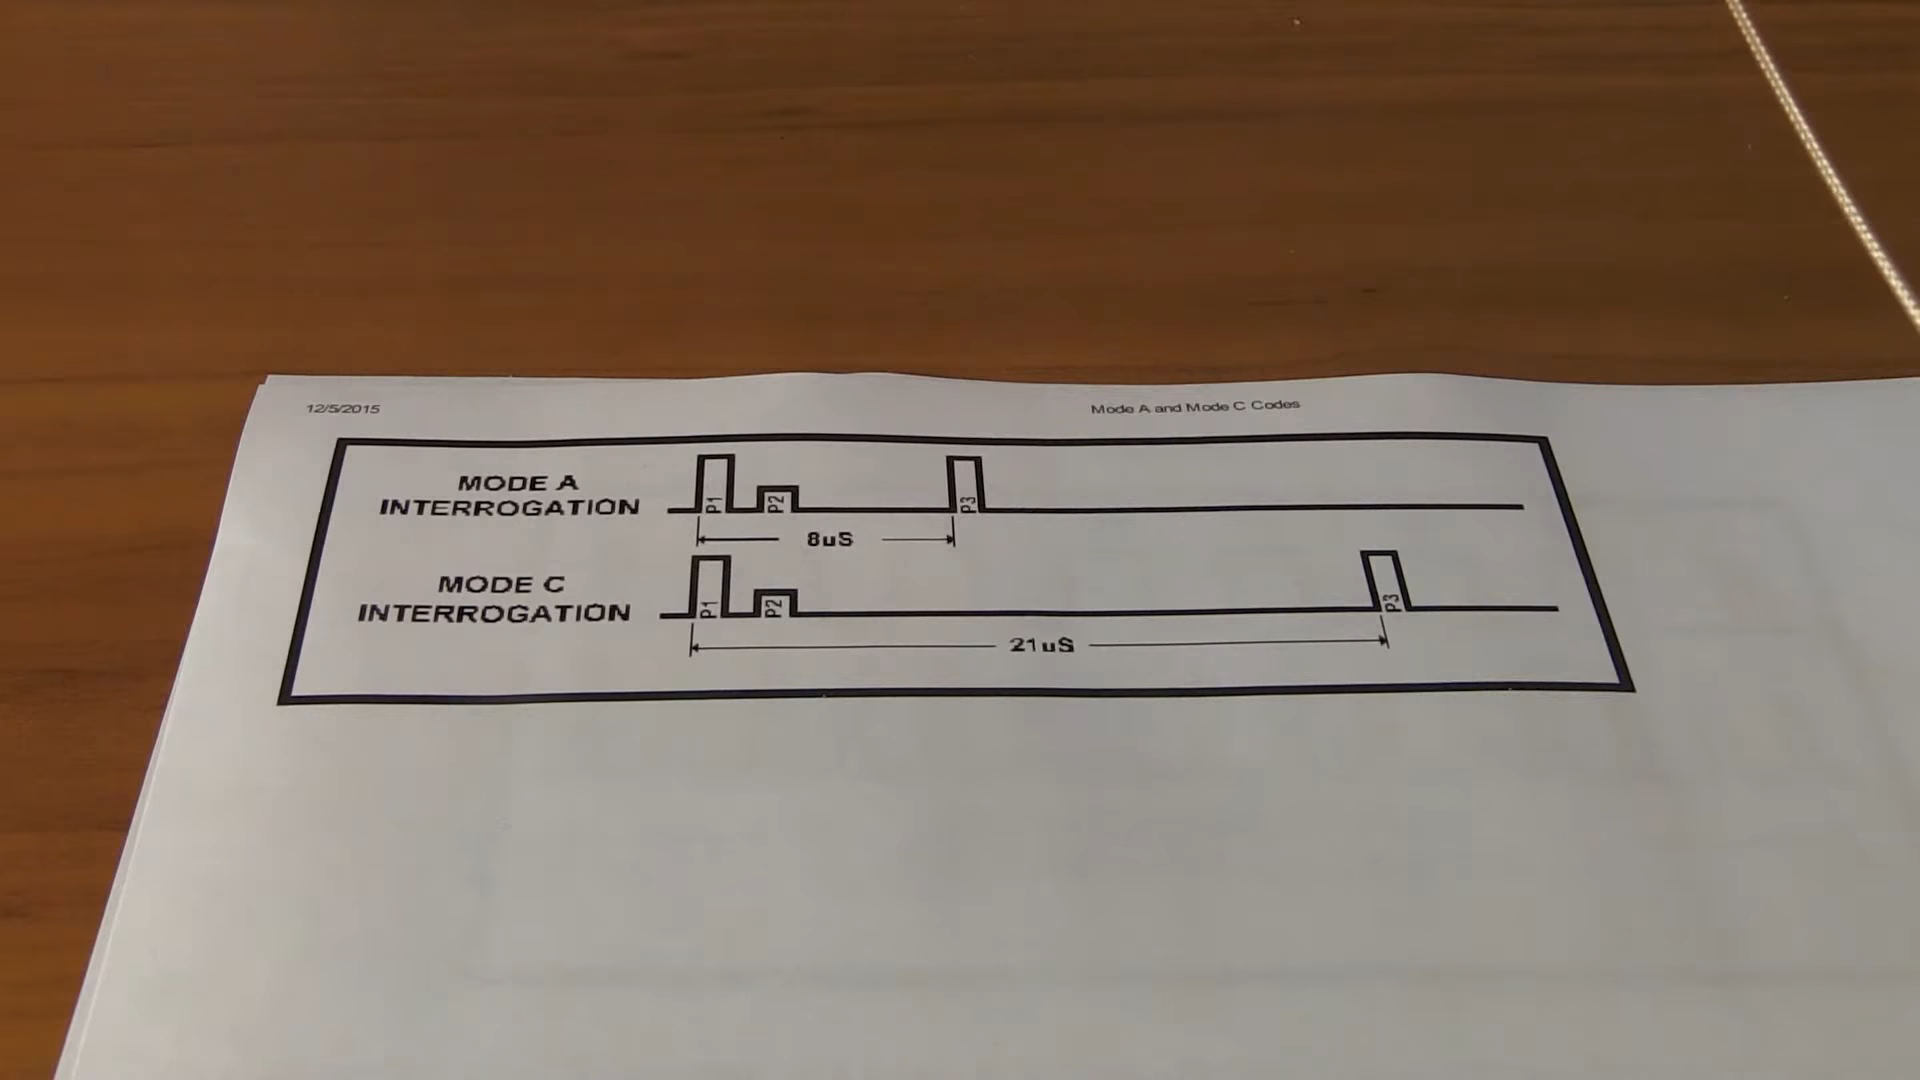 12/5/2015
Mode A and Mode C Codes
MODE A
INTERROGATION
P1
P2
P3
8uS
MODE C
INTERROGATION
P1
P2
P3
21uS